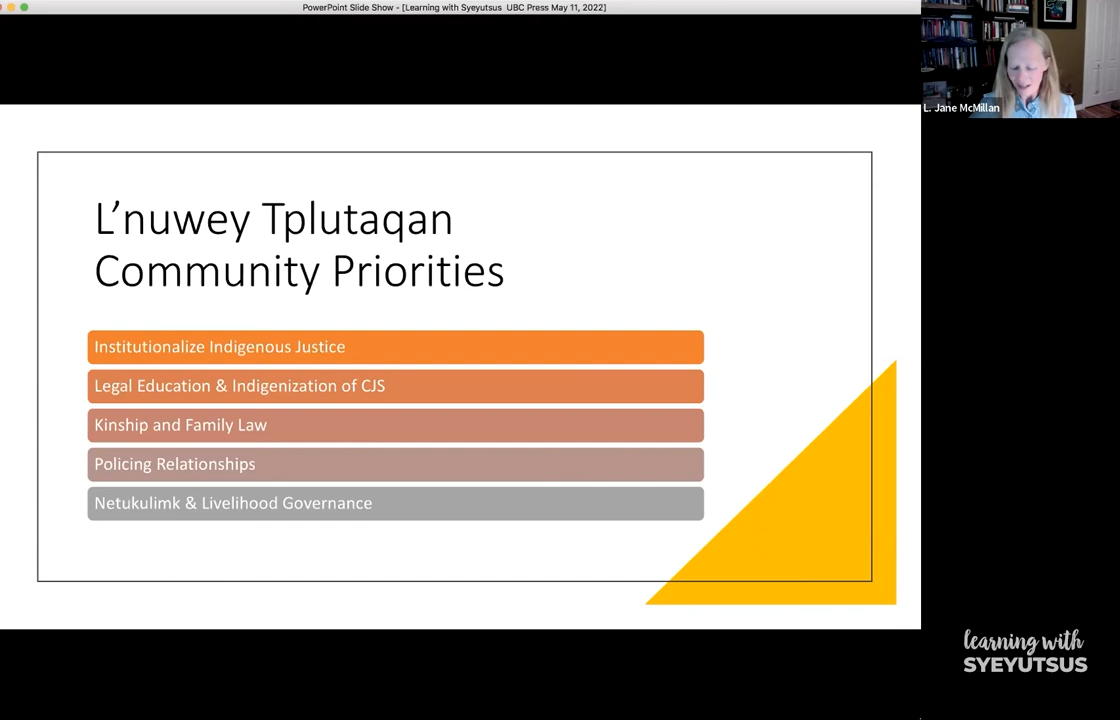 PowerPoint Slide Show - [Learning with Syeyutsus UBC Press May 11, 2022]
L. Jane McMillan
L’nuwey Tplutaqan
Community Priorities
Institutionalize Indigenous Justice
Legal Education & Indigenization of CJS
Kinship and Family Law
Policing Relationships
Netukulimk & Livelihood Governance
learning with
SYEYUTSUS